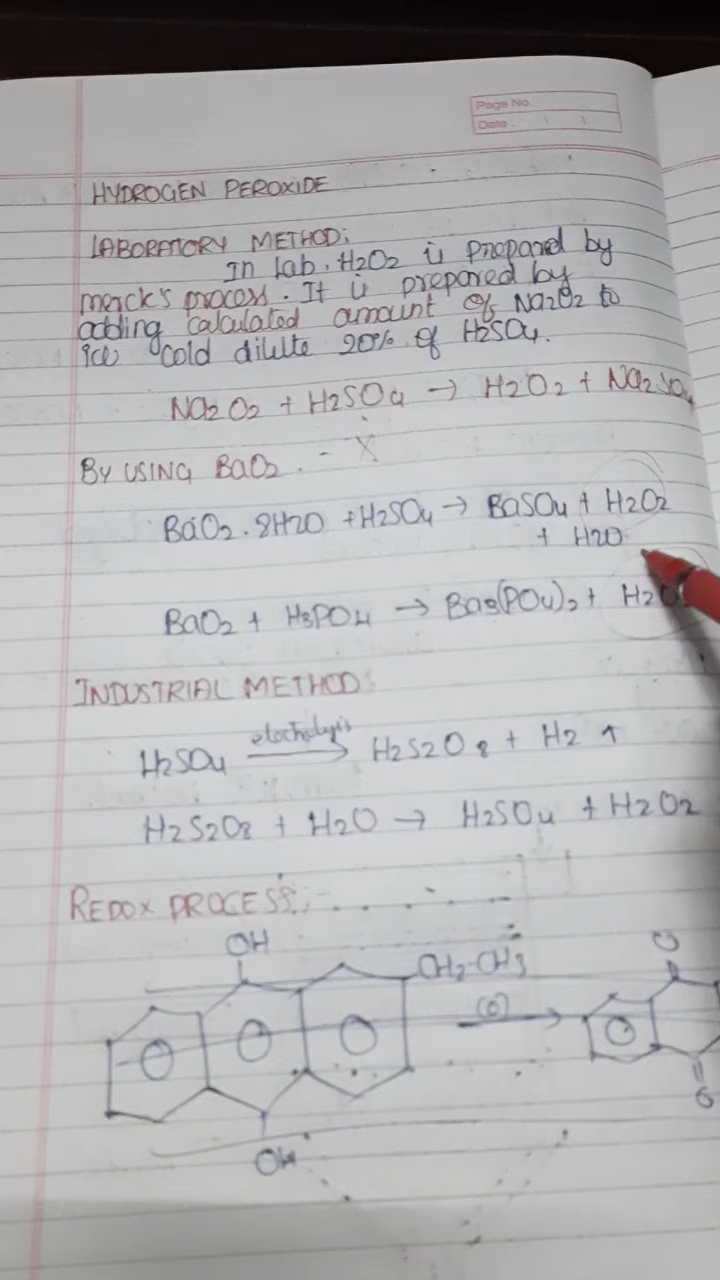 Page No.
Date.
HYDROGEN PEROXIDE
LABORATORY METHOD:
In lab. H2O2 is prepared by
merck's process. It is prepared by
adding calculated amount of Na2O2 to
ice cold dilute 20% of H2SO4.
Na2O2 + H2SO4 → H2O2 + Na2SO4
BY USING BaO2. - X
BaO2.8H2O + H2SO4 → BaSO4 + H2O2
+ H2O
BaO2 + H3PO4 → Ba3(PO4)2 + H2O2
INDUSTRIAL METHOD:
H2SO4 electrolysis → H2S2O8 + H2 ↑
H2S2O8 + H2O → H2SO4 + H2O2
REDOX PROCESS:-
OH
CH2-CH3
(O)
O
OH
O